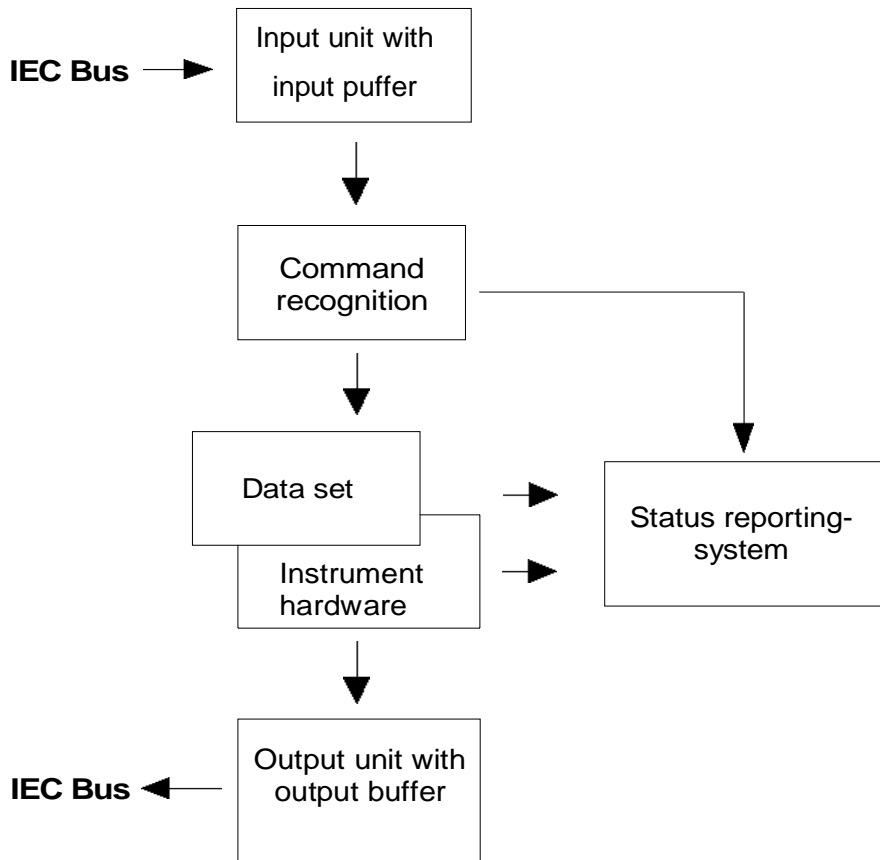 Input unit with
IEC Bus
input puffer
Command
recognition
Data set
Status reporting-
system
Instrument
hardware
Output unit with
IEC Bus
output buffer